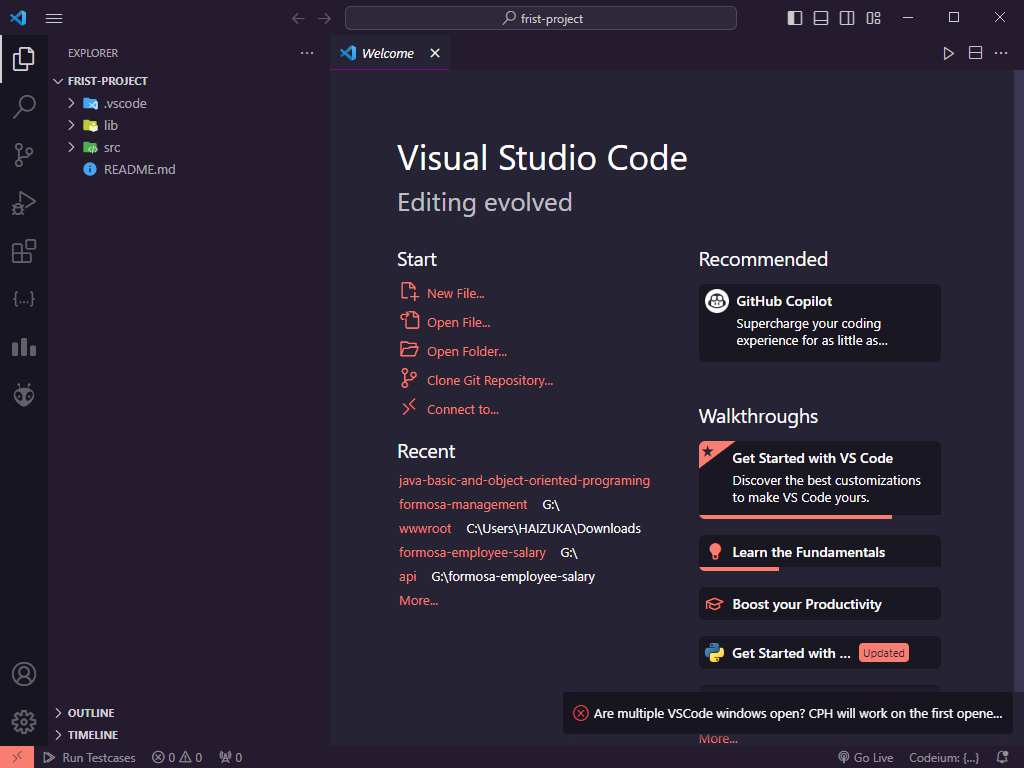 frist-project
EXPLORER
Welcome
FRIST-PROJECT
.vscode
lib
src
README.md
Visual Studio Code
Editing evolved
Start
New File...
Open File...
Open Folder...
Clone Git Repository...
Connect to...
Recent
java-basic-and-object-oriented-programing
formosa-management G:\
wwwroot C:\Users\HAIZUKA\Downloads
formosa-employee-salary G:\
api G:\formosa-employee-salary
More...
Recommended
GitHub Copilot
Supercharge your coding
experience for as little as...
Walkthroughs
Get Started with VS Code
Discover the best customizations
to make VS Code yours.
Learn the Fundamentals
Boost your Productivity
Get Started with ... Updated
Are multiple VSCode windows open? CPH will work on the first opene...
More...
OUTLINE
TIMELINE
Run Testcases 0 0 0 Go Live Codeium: {...}